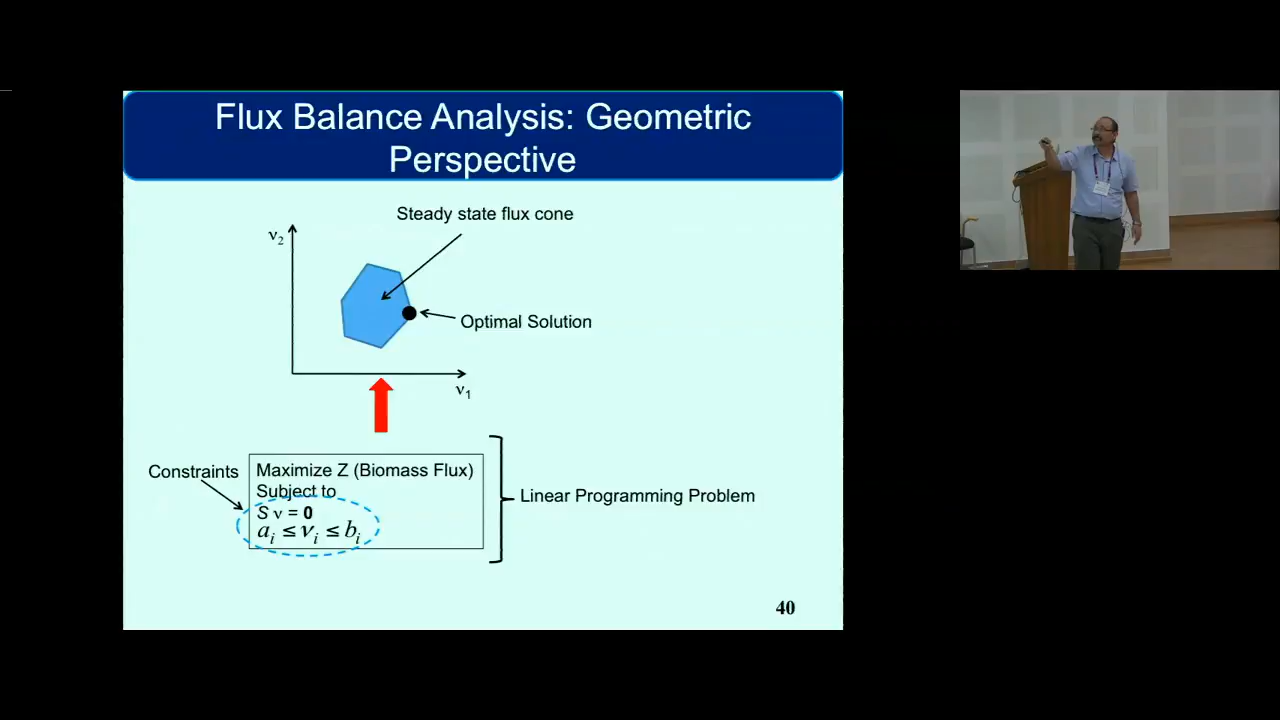 Flux Balance Analysis: Geometric
Perspective
Steady state flux cone
ν₂
Optimal Solution
ν₁
Constraints
Maximize Z (Biomass Flux)
Subject to
S ν = 0
aᵢ ≤ νᵢ ≤ bᵢ
Linear Programming Problem
40